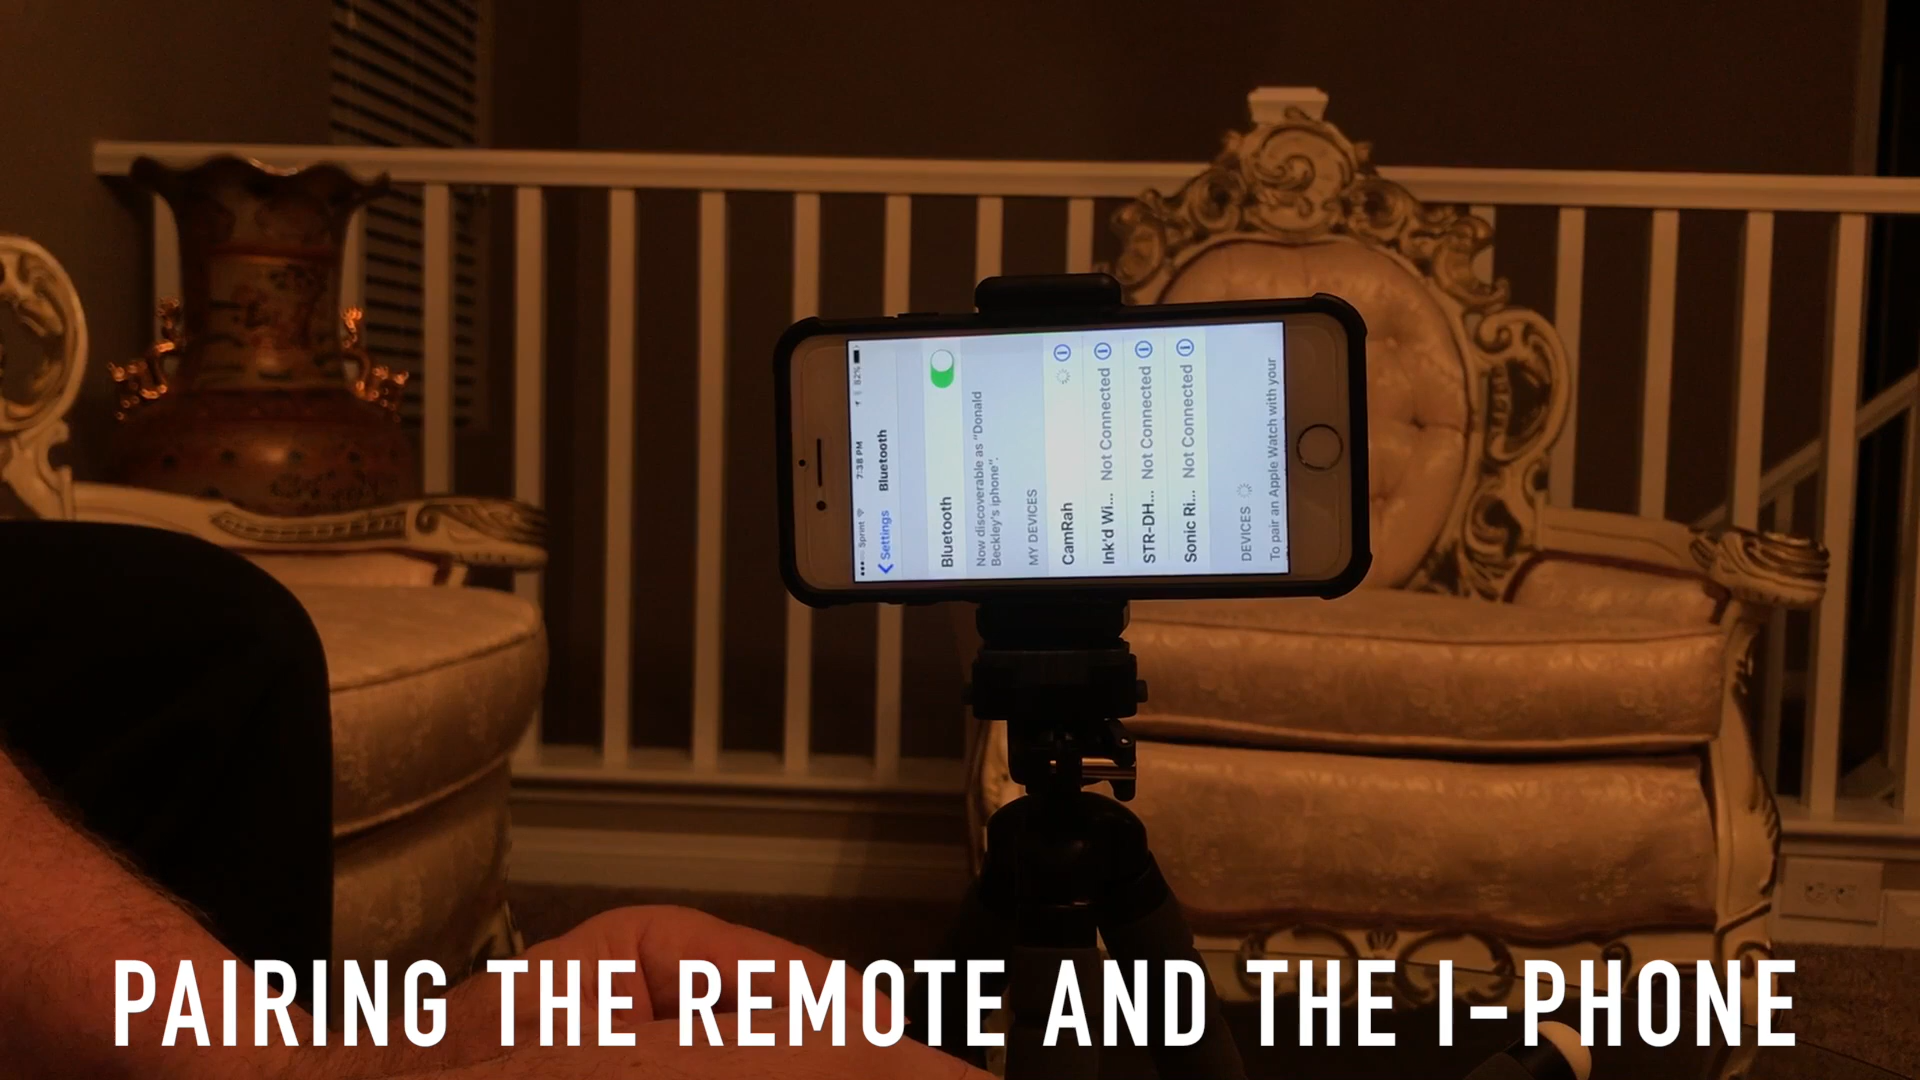 Sprint 7:38 PM 82%
Settings Bluetooth
Bluetooth
Now discoverable as "Donald
Beckley's iphone".
MY DEVICES
CamRah
Ink'd Wi... Not Connected
STR-DH... Not Connected
Sonic Ri... Not Connected
DEVICES
To pair an Apple Watch with your
PAIRING THE REMOTE AND THE I-PHONE